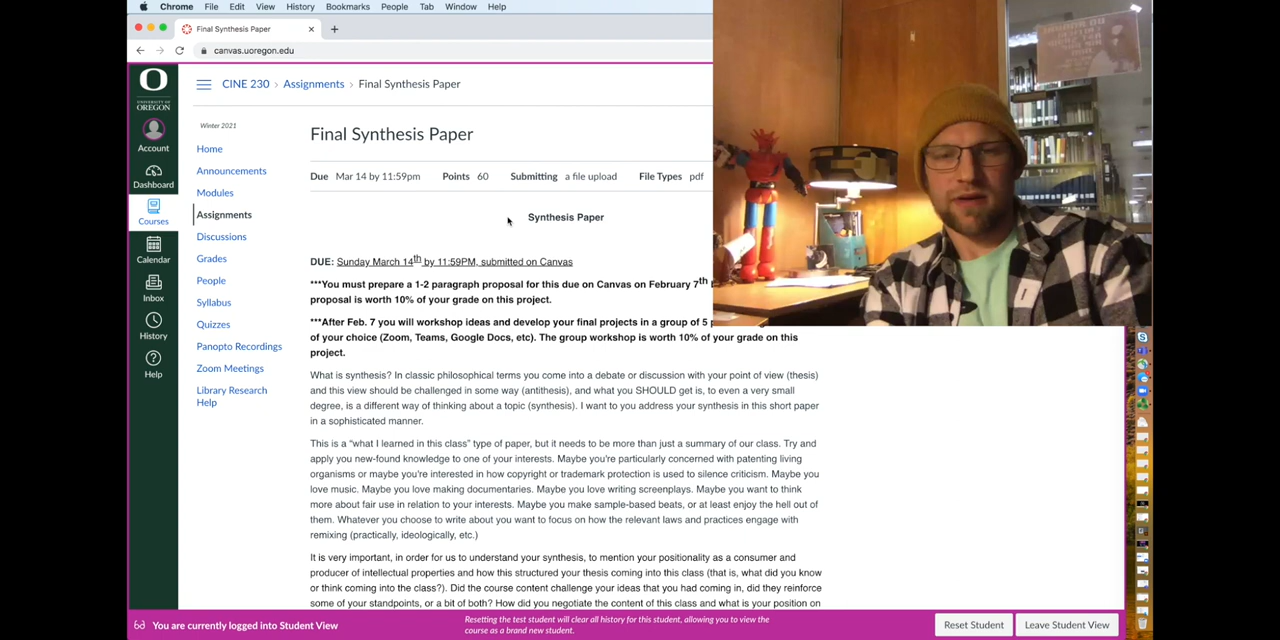 Chrome File Edit View History Bookmarks People Tab Window Help
Final Synthesis Paper
canvas.uoregon.edu
O
UNIVERSITY OF
OREGON
Account
Dashboard
Courses
Calendar
Inbox
History
Help
CINE 230 > Assignments > Final Synthesis Paper
Winter 2021
Home
Announcements
Modules
Assignments
Discussions
Grades
People
Syllabus
Quizzes
Panopto Recordings
Zoom Meetings
Library Research
Help
Final Synthesis Paper
Due Mar 14 by 11:59pm Points 60 Submitting a file upload File Types pdf
Synthesis Paper
DUE: Sunday March 14th by 11:59PM, submitted on Canvas
***You must prepare a 1-2 paragraph proposal for this due on Canvas on February 7th
proposal is worth 10% of your grade on this project.
***After Feb. 7 you will workshop ideas and develop your final projects in a group of 5
of your choice (Zoom, Teams, Google Docs, etc). The group workshop is worth 10% of your grade on this
project.
What is synthesis? In classic philosophical terms you come into a debate or discussion with your point of view (thesis)
and this view should be challenged in some way (antithesis), and what you SHOULD get is, to even a very small
degree, is a different way of thinking about a topic (synthesis). I want to you address your synthesis in this short paper
in a sophisticated manner.
This is a “what I learned in this class” type of paper, but it needs to be more than just a summary of our class. Try and
apply you new-found knowledge to one of your interests. Maybe you're particularly concerned with patenting living
organisms or maybe you're interested in how copyright or trademark protection is used to silence criticism. Maybe you
love music. Maybe you love making documentaries. Maybe you love writing screenplays. Maybe you want to think
more about fair use in relation to your interests. Maybe you make sample-based beats, or at least enjoy the hell out of
them. Whatever you choose to write about you want to focus on how the relevant laws and practices engage with
remixing (practically, ideologically, etc.)
It is very important, in order for us to understand your synthesis, to mention your positionality as a consumer and
producer of intellectual properties and how this structured your thesis coming into this class (that is, what did you know
or think coming into the class?). Did the course content challenge your ideas that you had coming in, did they reinforce
some of your standpoints, or a bit of both? How did you negotiate the content of this class and what is your position on
You are currently logged into Student View
Resetting the test student will clear all history for this student, allowing you to view the
course as a brand new student.
Reset Student
Leave Student View